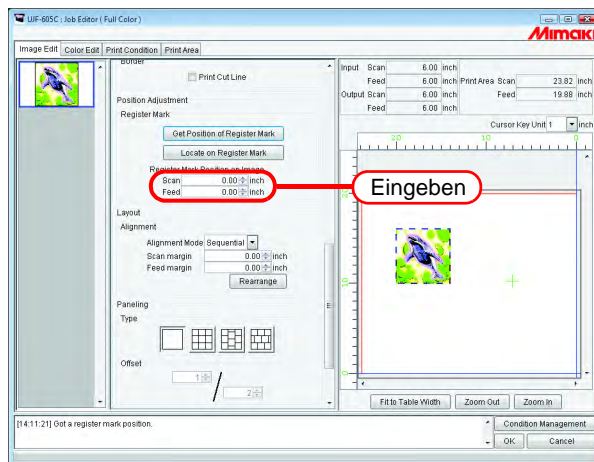 UJF-605C : Job Editor ( Full Color )
Mimaki
Image Edit Color Edit Print Condition Print Area
Border
Print Cut Line
Position Adjustment
Register Mark
Get Position of Register Mark
Locate on Register Mark
Register Mark Position on Image
Scan 0.00 inch
Feed 0.00 inch
Layout
Alignment
Alignment Mode Sequential
Scan margin 0.00 inch
Feed margin 0.00 inch
Rearrange
Paneling
Type
Offset
1
2
Input Scan 6.00 inch
Feed 6.00 inch Print Area Scan 23.82 inch
Output Scan 6.00 inch Feed 19.88 inch
Feed 6.00 inch
Cursor Key Unit 1 inch
20 10 0
20
10
0
Eingeben
Fit to Table Width Zoom Out Zoom In
[14:11:21] Got a register mark position.
Condition Management
OK Cancel